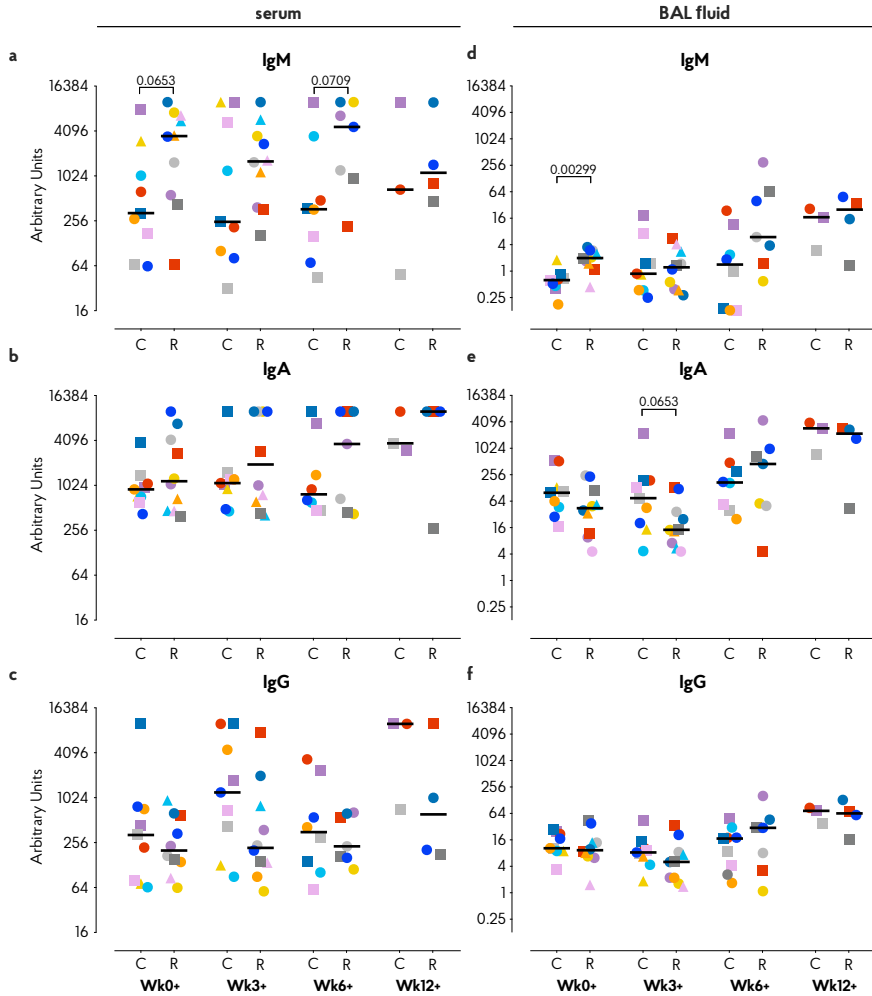 serum
BAL fluid
a
IgM
Arbitrary Units
16384
4096
1024
256
64
16
0.0653
0.0709
C R C R C R C R
d
IgM
16384
4096
1024
256
64
16
4
1
0.25
0.00299
C R C R C R C R
b
IgA
Arbitrary Units
16384
4096
1024
256
64
16
C R C R C R C R
e
IgA
16384
4096
1024
256
64
16
4
1
0.25
0.0653
C R C R C R C R
c
IgG
Arbitrary Units
16384
4096
1024
256
64
16
C R C R C R C R
Wk0+ Wk3+ Wk6+ Wk12+
f
IgG
16384
4096
1024
256
64
16
4
1
0.25
C R C R C R C R
Wk0+ Wk3+ Wk6+ Wk12+